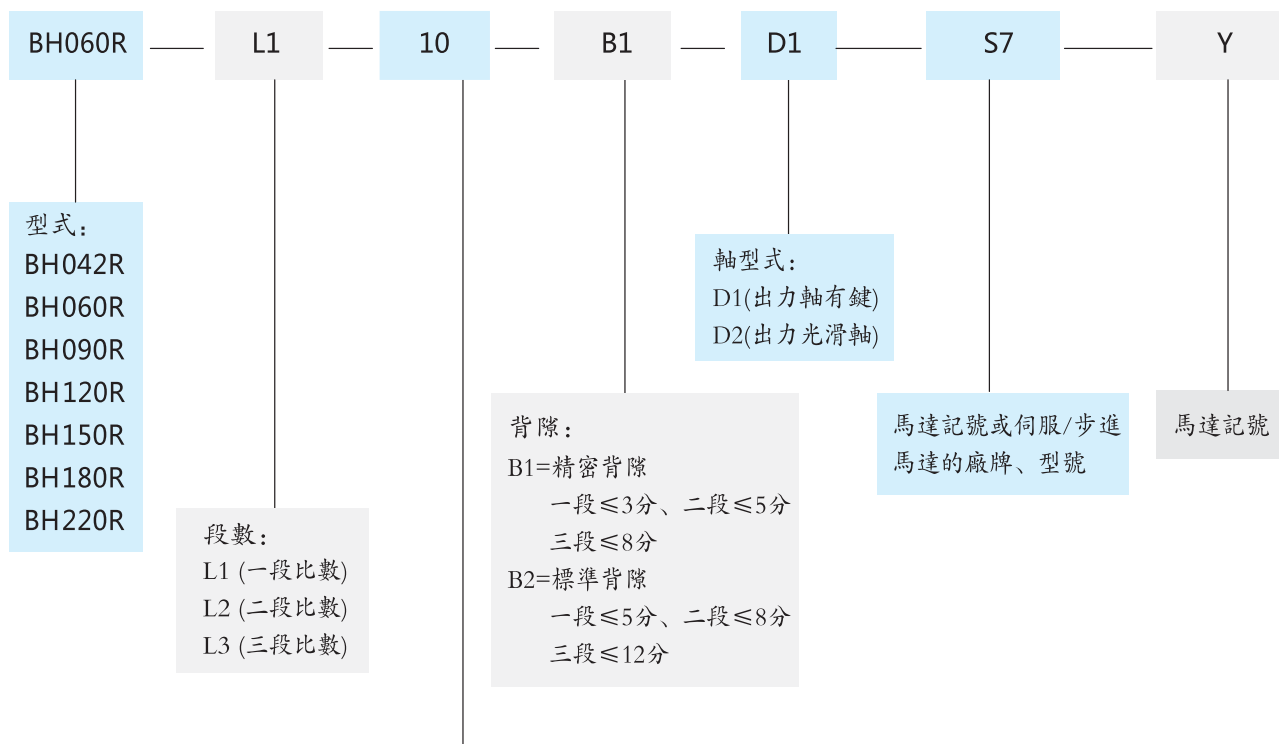 BH060R — L1 — 10 — B1 — D1 — S7 — Y
型式：
BH042R
BH060R
BH090R
BH120R
BH150R
BH180R
BH220R
段數：
L1 (一段比數)
L2 (二段比數)
L3 (三段比數)
背隙：
B1=精密背隙
一段≤3分、二段≤5分
三段≤8分
B2=標準背隙
一段≤5分、二段≤8分
三段≤12分
軸型式：
D1(出力軸有鍵)
D2(出力光滑軸)
馬達記號或伺服/步進
馬達的廠牌、型號
馬達記號